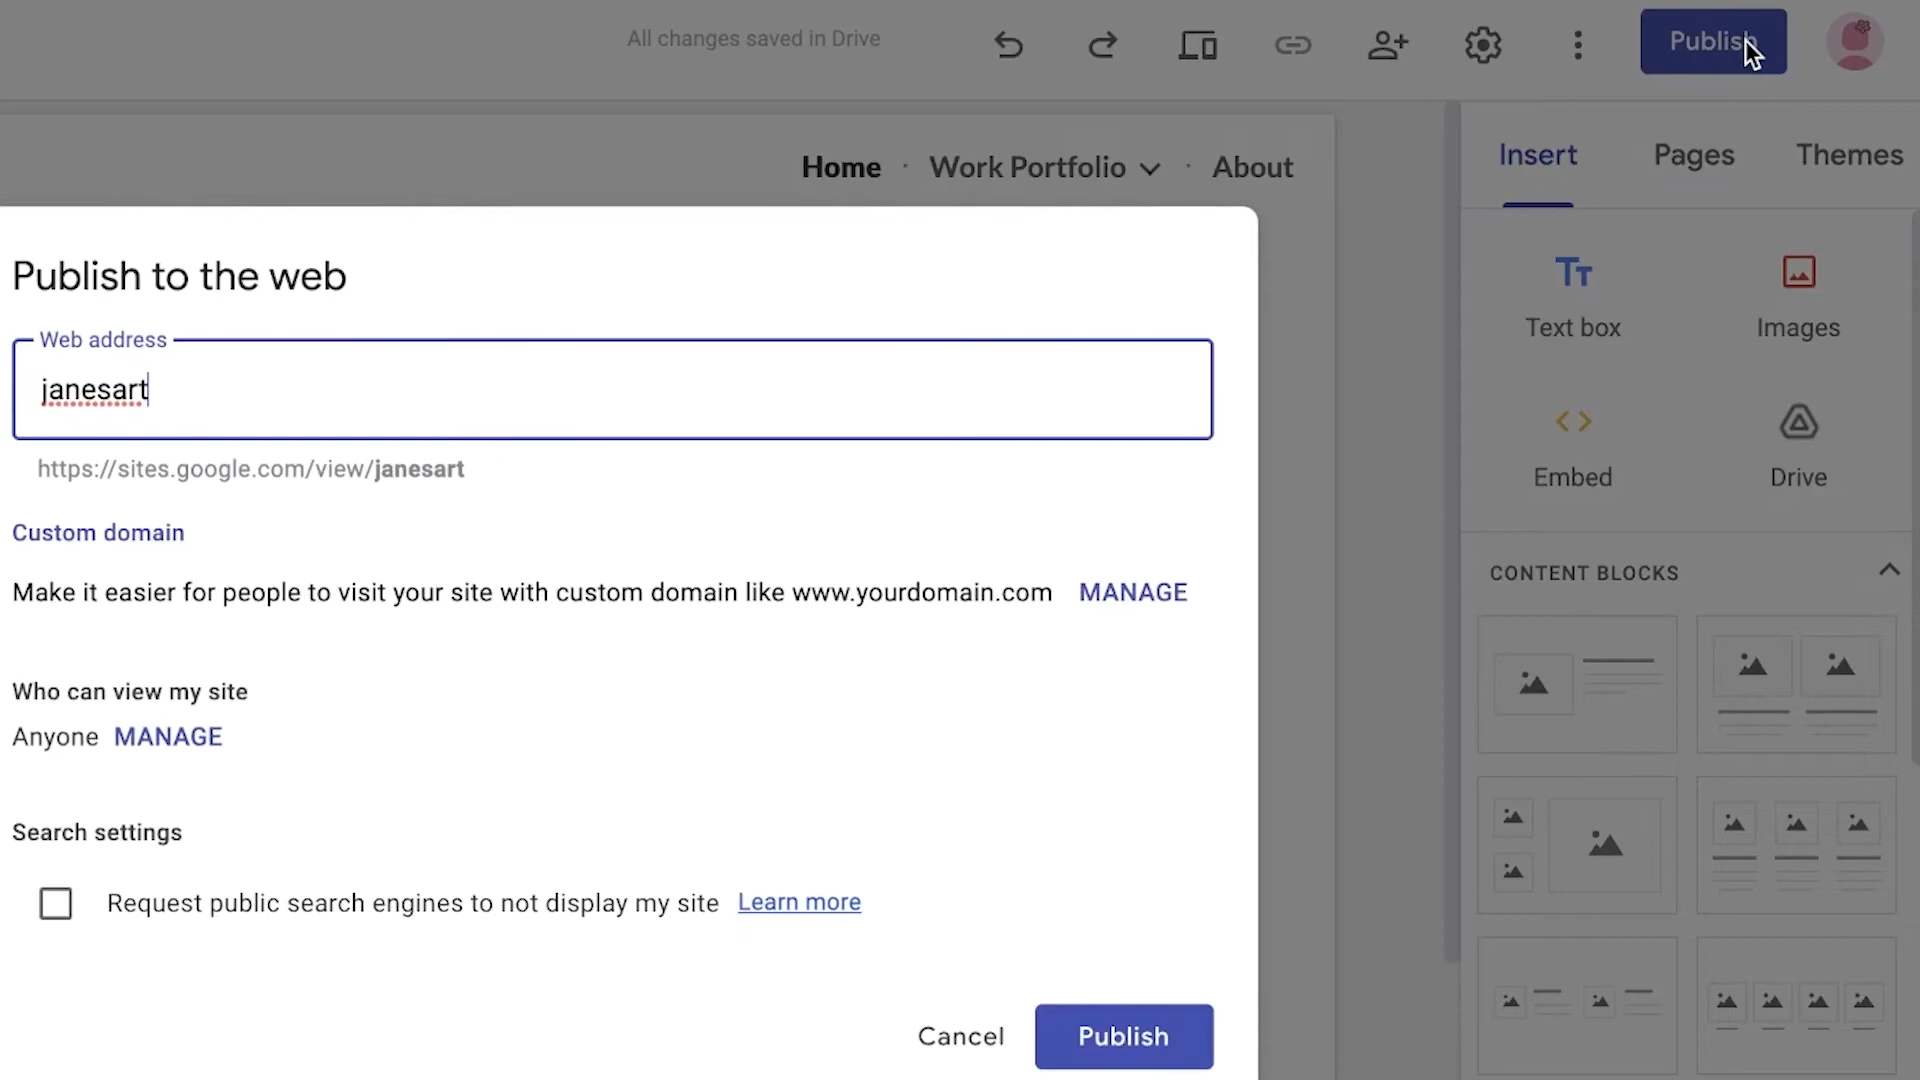 All changes saved in Drive
Publish
Home · Work Portfolio · About
Insert Pages Themes
Publish to the web
Web address
janesart
https://sites.google.com/view/janesart
Custom domain
Make it easier for people to visit your site with custom domain like www.yourdomain.com MANAGE
Who can view my site
Anyone MANAGE
Search settings
Request public search engines to not display my site Learn more
Cancel Publish
Text box Images
Embed Drive
CONTENT BLOCKS